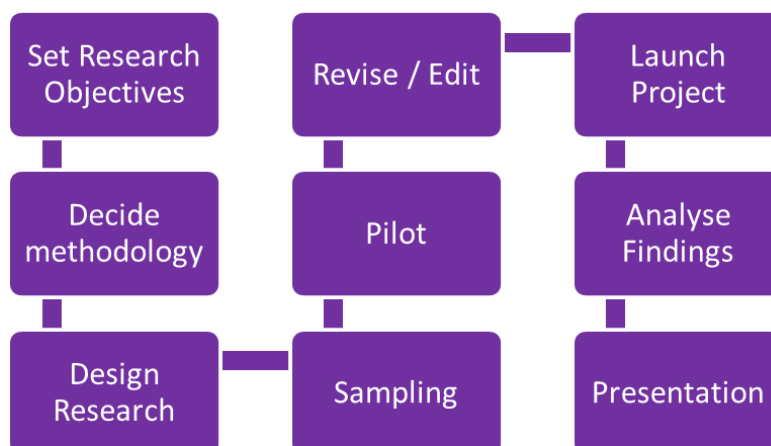 Set Research
Objectives
Decide
methodology
Design
Research
Sampling
Pilot
Revise / Edit
Launch
Project
Analyse
Findings
Presentation